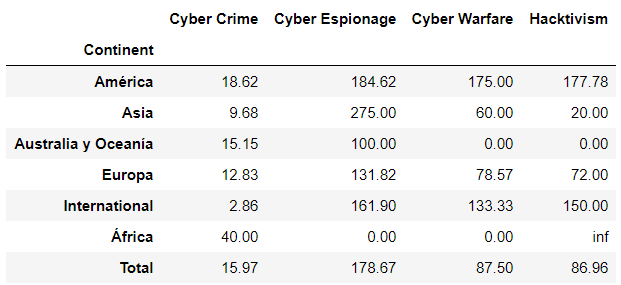 Cyber Crime Cyber Espionage Cyber Warfare Hacktivism
Continent
América 18.62 184.62 175.00 177.78
Asia 9.68 275.00 60.00 20.00
Australia y Oceanía 15.15 100.00 0.00 0.00
Europa 12.83 131.82 78.57 72.00
International 2.86 161.90 133.33 150.00
África 40.00 0.00 0.00 inf
Total 15.97 178.67 87.50 86.96